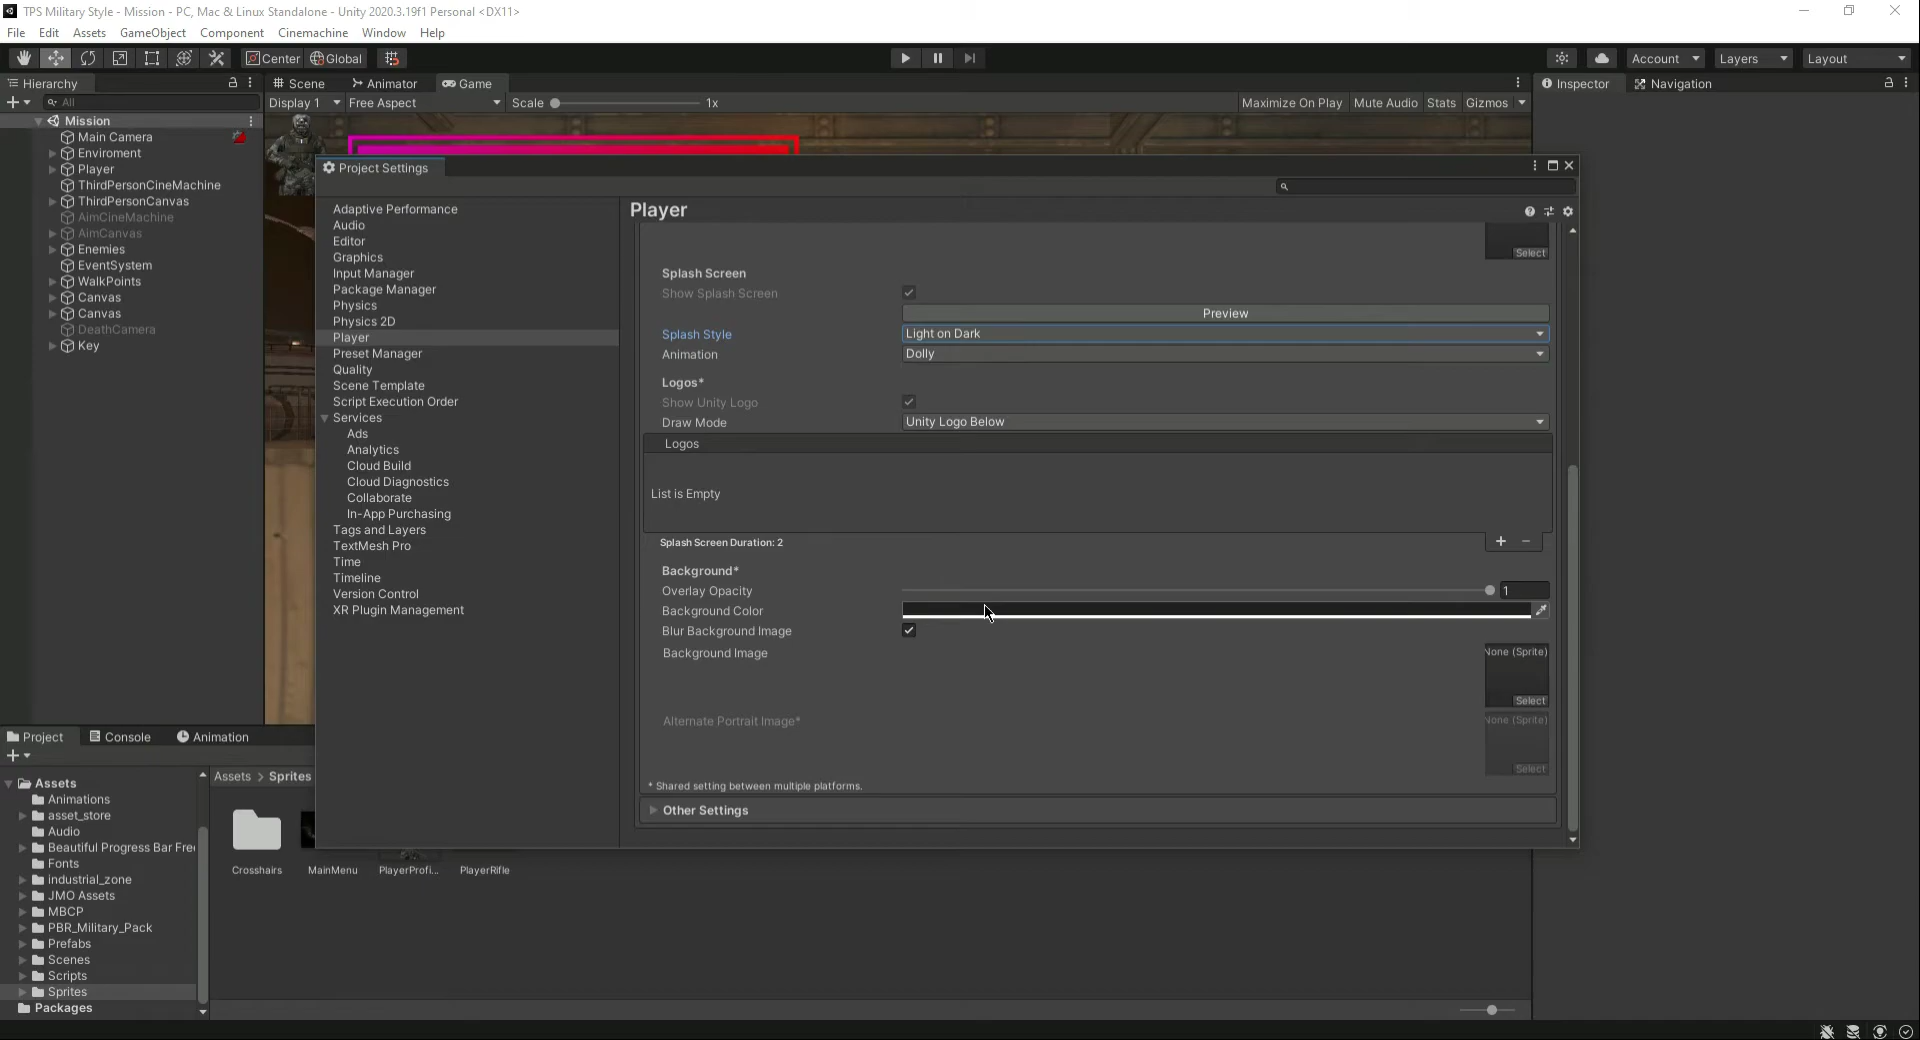 TPS Military Style - Mission - PC, Mac & Linux Standalone - Unity 2020.3.19f1 Personal <DX11>
File Edit Assets GameObject Component Cinemachine Window Help
Center Global Account Layers Layout
Hierarchy Scene Animator Game Inspector Navigation
All Display 1 Free Aspect Scale 1x Maximize On Play Mute Audio Stats Gizmos
Mission
Main Camera
Enviroment
Player
ThirdPersonCineMachine
ThirdPersonCanvas
AimCineMachine
AimCanvas
Enemies
EventSystem
WalkPoints
Canvas
Canvas
DeathCamera
Key
Project Settings
Adaptive Performance
Audio
Editor
Graphics
Input Manager
Package Manager
Physics
Physics 2D
Player
Preset Manager
Quality
Scene Template
Script Execution Order
Services
Ads
Analytics
Cloud Build
Cloud Diagnostics
Collaborate
In-App Purchasing
Tags and Layers
TextMesh Pro
Time
Timeline
Version Control
XR Plugin Management
Player
Select
Splash Screen
Show Splash Screen
Preview
Splash Style Light on Dark
Animation Dolly
Logos*
Show Unity Logo
Draw Mode Unity Logo Below
Logos
List is Empty
Splash Screen Duration: 2
Background*
Overlay Opacity 1
Background Color
Blur Background Image
Background Image None (Sprite)
Select
Alternate Portrait Image* None (Sprite)
Select
* Shared setting between multiple platforms.
Other Settings
Project Console Animation
Assets
Animations
asset_store
Audio
Beautiful Progress Bar Free
Fonts
industrial_zone
JMO Assets
MBCP
PBR_Military_Pack
Prefabs
Scenes
Scripts
Sprites
Packages
Assets > Sprites
Crosshairs MainMenu PlayerProfi... PlayerRifle